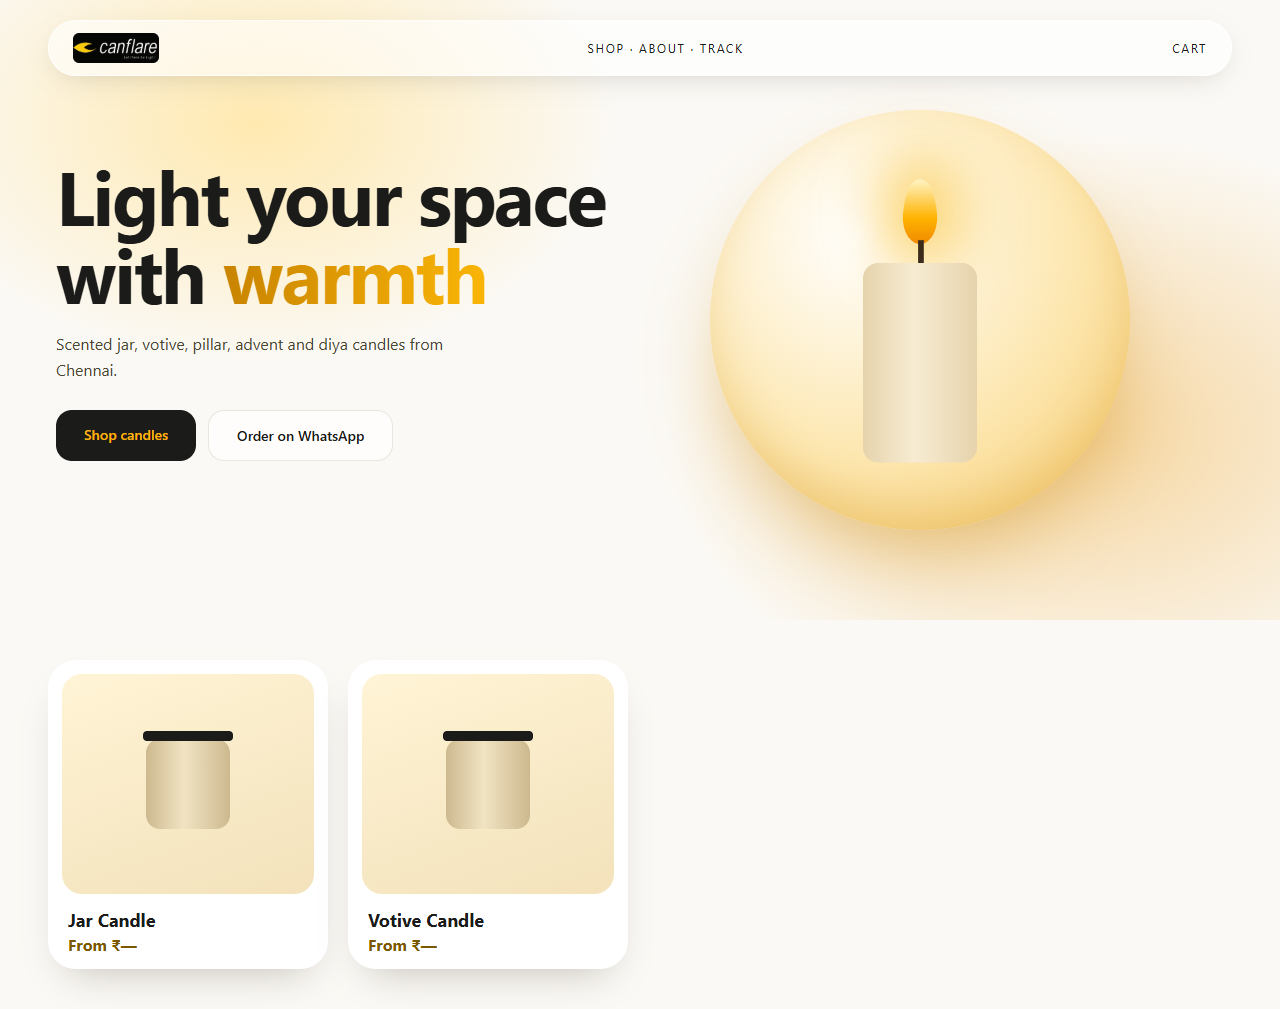 canflare
SHOP · ABOUT · TRACK
CART
Light your space
with warmth
Scented jar, votive, pillar, advent and diya candles from
Chennai.
Shop candles
Order on WhatsApp
Jar Candle
From ₹—
Votive Candle
From ₹—